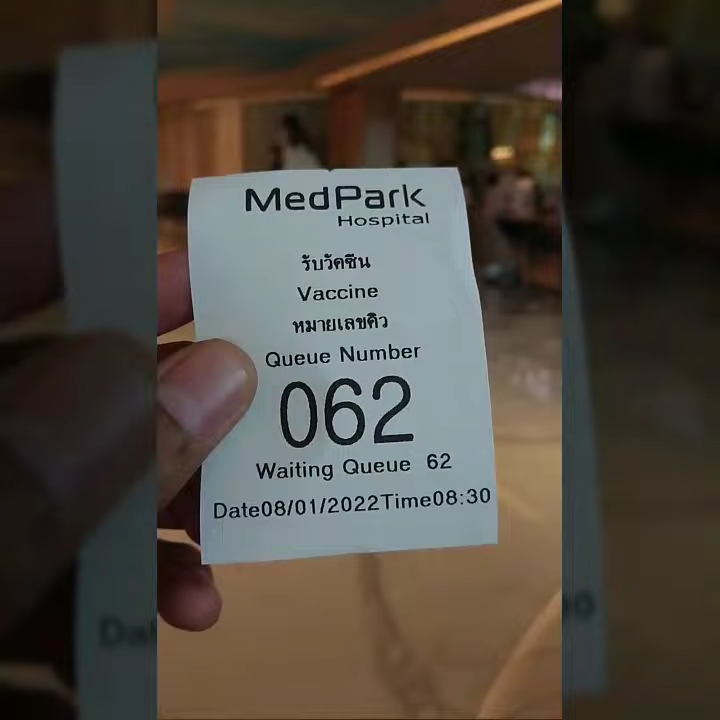 MedPark
Hospital
รับวัคซีน
Vaccine
หมายเลขคิว
Queue Number
062
Waiting Queue 62
Date08/01/2022Time08:30